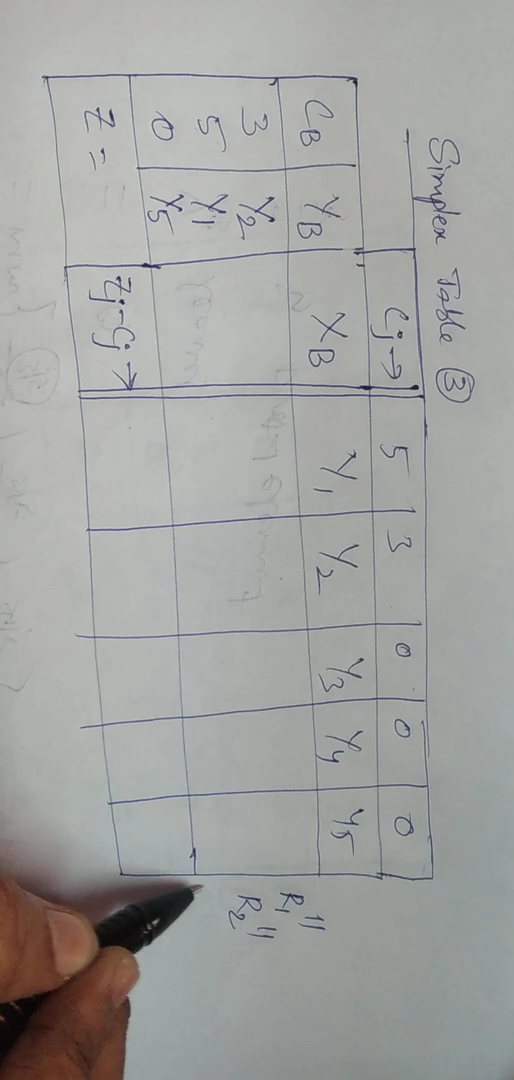 Simplex Table ③
Cj→ 5 3 0 0 0
CB YB XB Y1 Y2 Y3 Y4 Y5
3 Y2 R1"
5 Y1 R2"
0 Y5
Z = Zj-Cj→